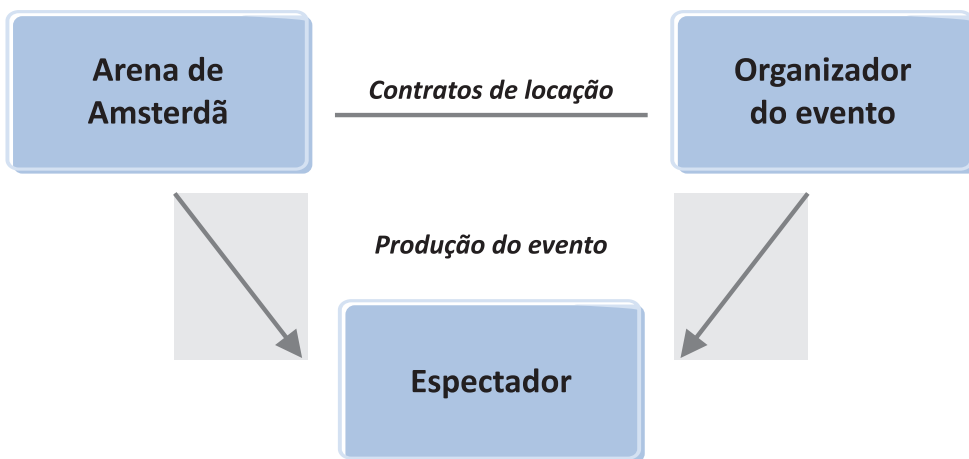 Arena de
Amsterdã
Contratos de locação
Organizador
do evento
Produção do evento
Espectador